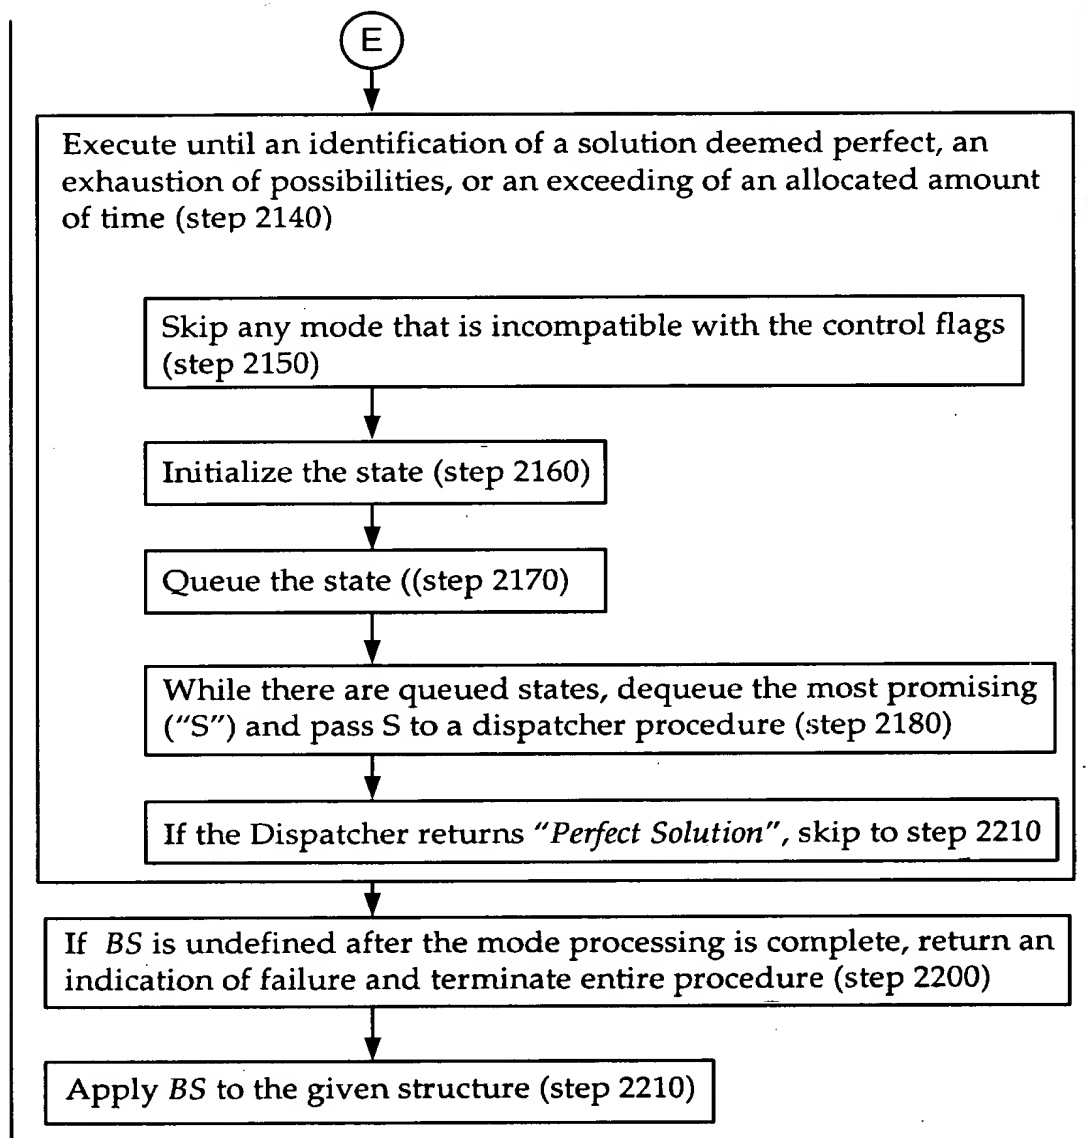 E
Execute until an identification of a solution deemed perfect, an
exhaustion of possibilities, or an exceeding of an allocated amount
of time (step 2140)
Skip any mode that is incompatible with the control flags
(step 2150)
Initialize the state (step 2160)
Queue the state ((step 2170)
While there are queued states, dequeue the most promising
("S") and pass S to a dispatcher procedure (step 2180)
If the Dispatcher returns "Perfect Solution", skip to step 2210
If BS is undefined after the mode processing is complete, return an
indication of failure and terminate entire procedure (step 2200)
Apply BS to the given structure (step 2210)